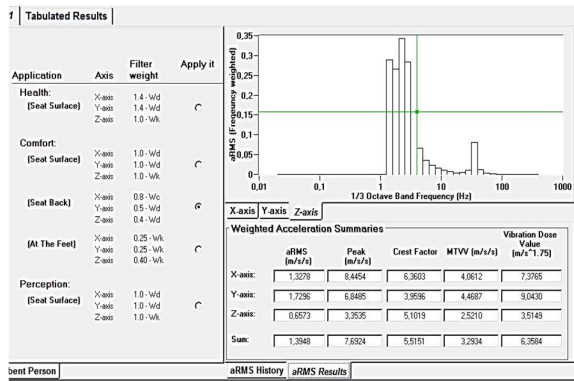 1 Tabulated Results
Application Axis Filter weight Apply it
Health:
(Seat Surface)
X-axis 1.4 - Wd
Y-axis 1.4 - Wd
Z-axis 1.0 - Wk
Comfort:
(Seat Surface)
X-axis 1.0 - Wd
Y-axis 1.0 - Wd
Z-axis 1.0 - Wk
(Seat Back)
X-axis 0.8 - Wc
Y-axis 0.5 - Wd
Z-axis 0.4 - Wd
(At The Feet)
X-axis 0.25 - Wk
Y-axis 0.25 - Wk
Z-axis 0.40 - Wk
Perception:
(Seat Surface)
X-axis 1.0 - Wd
Y-axis 1.0 - Wd
Z-axis 1.0 - Wk
bent Person
aRMS (Frequncy weighted)
0,35
0,3
0,25
0,2
0,15
0,1
0,05
0
0,01 0,1 1 10 100 1000
1/3 Octave Band Frequency (Hz)
X-axis Y-axis Z-axis
Weighted Acceleration Summaries
aRMS (m/s/s) Peak (m/s/s) Crest Factor MTVV (m/s/s) Vibration Dose Value (m/s^1.75)
X-axis: 1,3278 8,4454 6,3603 4,0612 7,3765
Y-axis: 1,7296 6,8485 3,9596 4,4687 9,0430
Z-axis: 0,6573 3,3535 5,1019 2,5210 3,5149
Sum: 1,3948 7,6924 5,5151 3,2934 6,3584
aRMS History aRMS Results